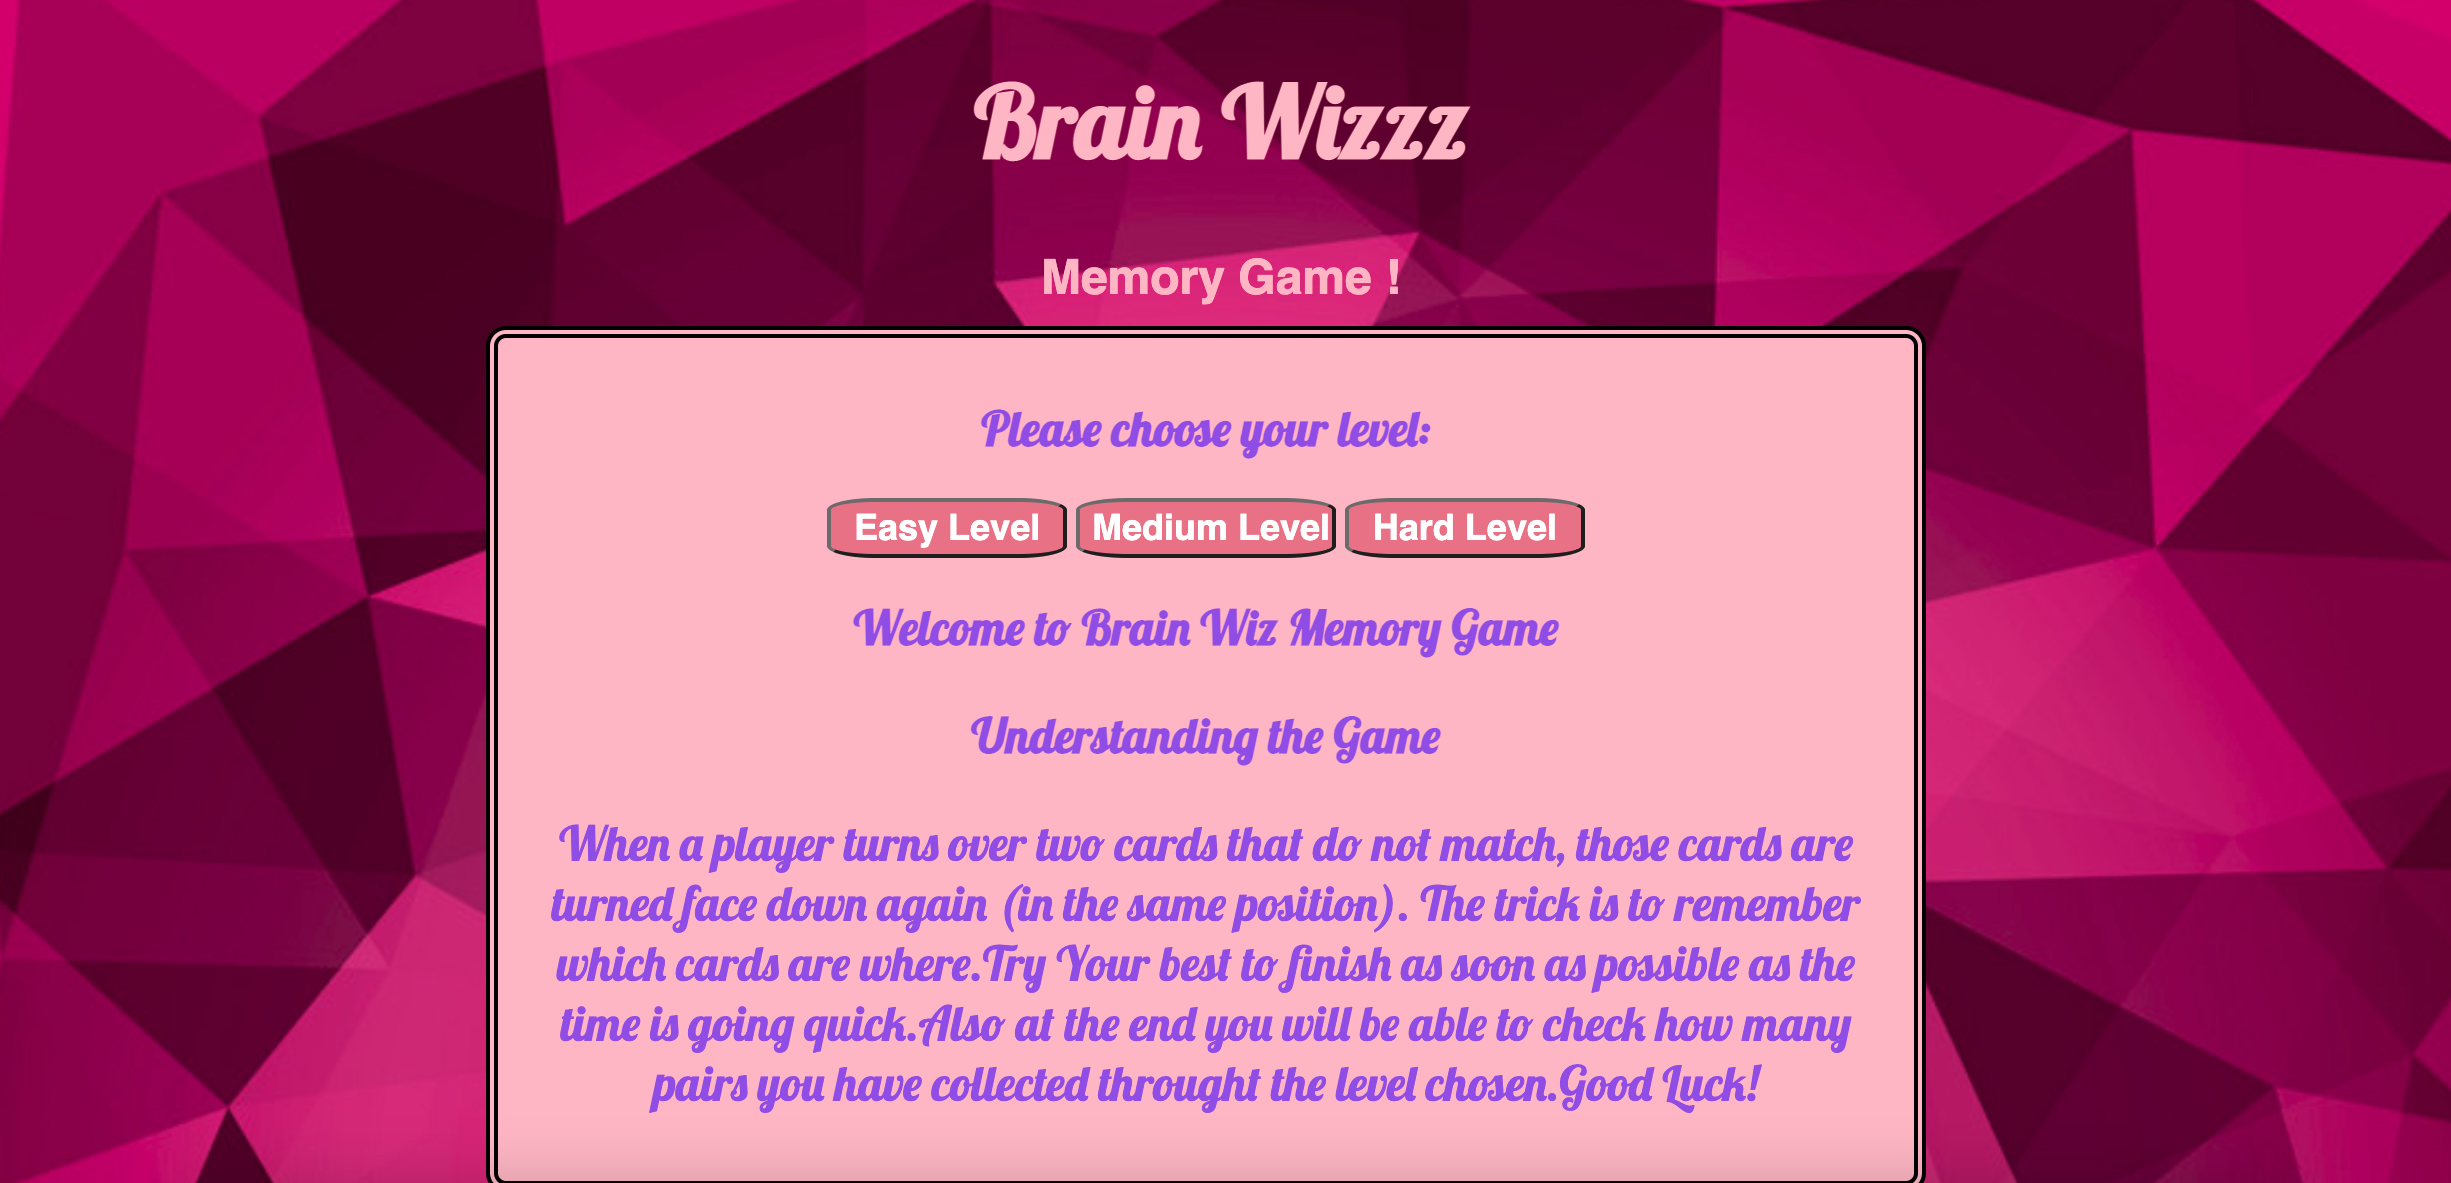 Brain Wizzz
Memory Game !
Please choose your level:
Easy Level Medium Level Hard Level
Welcome to Brain Wiz Memory Game
Understanding the Game
When a player turns over two cards that do not match, those cards are
turned face down again (in the same position). The trick is to remember
which cards are where.Try Your best to finish as soon as possible as the
time is going quick.Also at the end you will be able to check how many
pairs you have collected throught the level chosen.Good Luck!